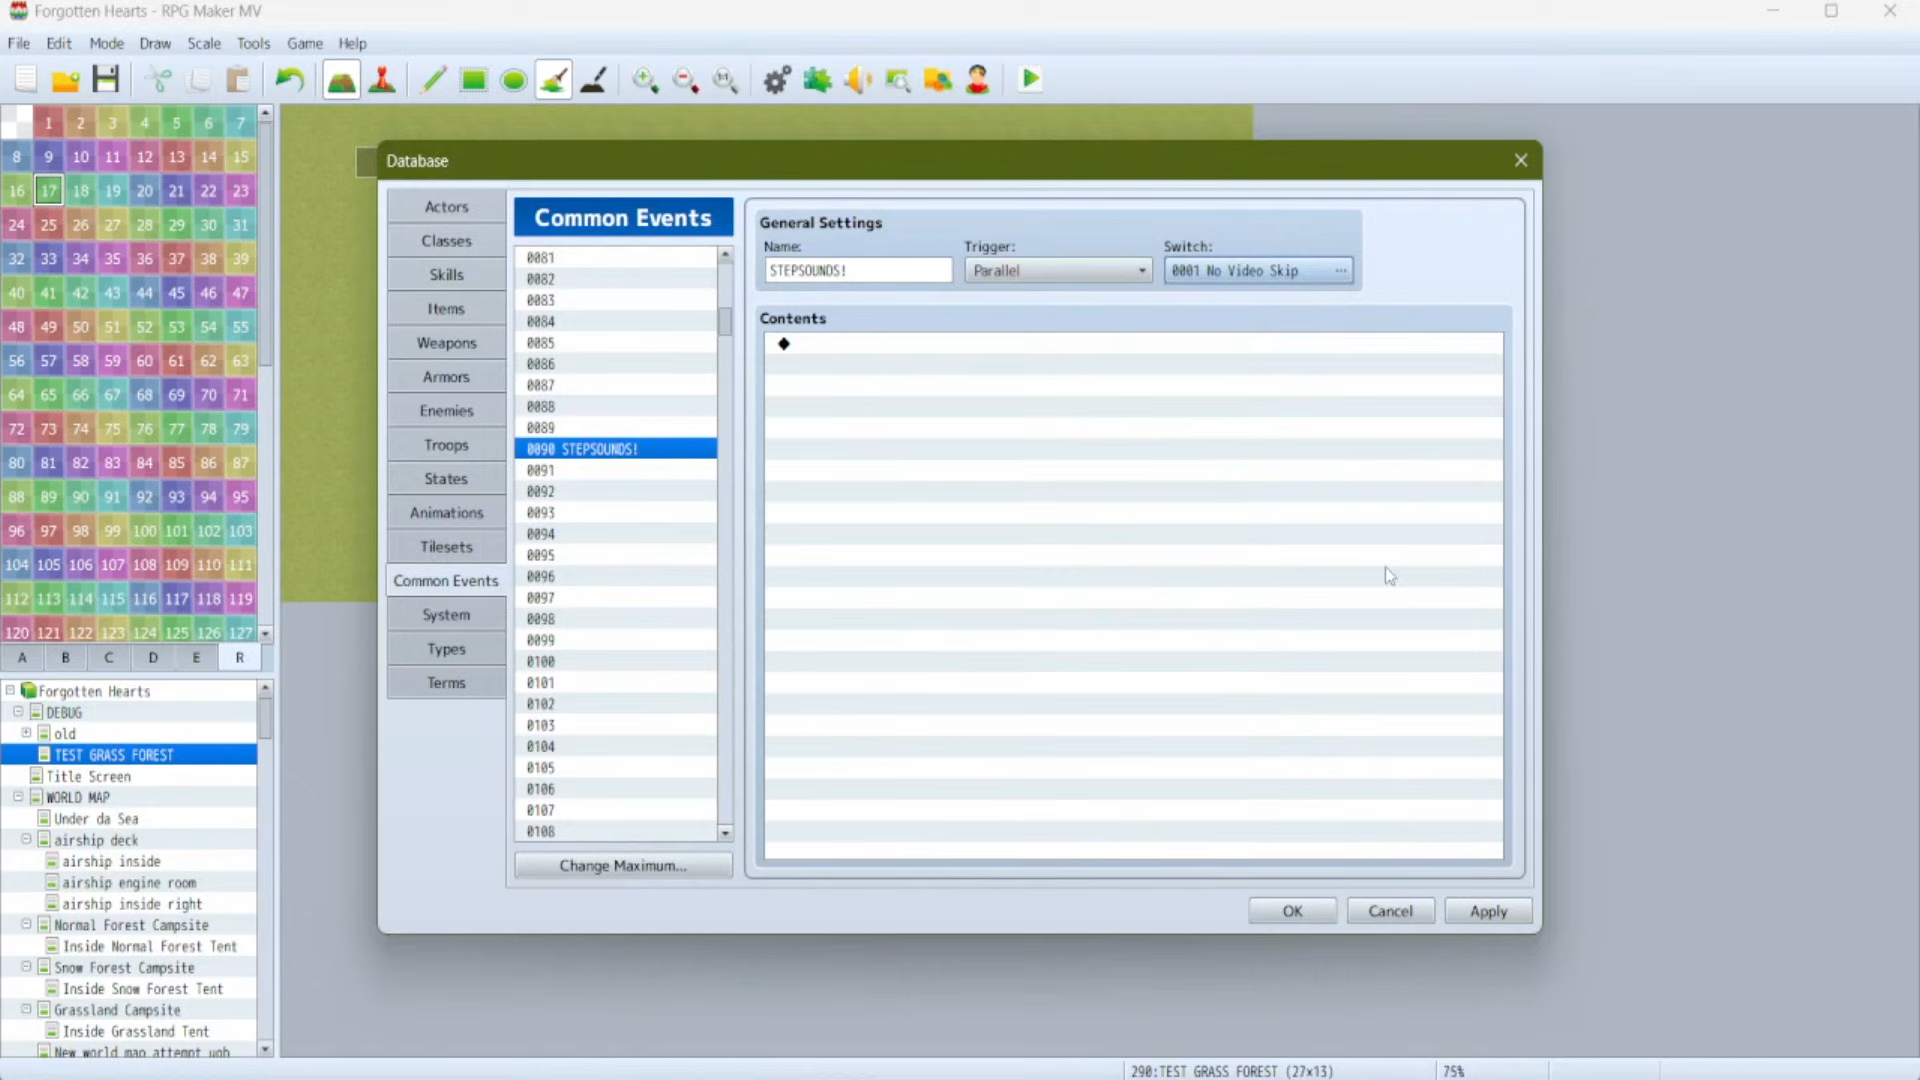 Forgotten Hearts - RPG Maker MV
File Edit Mode Draw Scale Tools Game Help
1 2 3 4 5 6 7
8 9 10 11 12 13 14 15
16 17 18 19 20 21 22 23
24 25 26 27 28 29 30 31
32 33 34 35 36 37 38 39
40 41 42 43 44 45 46 47
48 49 50 51 52 53 54 55
56 57 58 59 60 61 62 63
64 65 66 67 68 69 70 71
72 73 74 75 76 77 78 79
80 81 82 83 84 85 86 87
88 89 90 91 92 93 94 95
96 97 98 99 100 101 102 103
104 105 106 107 108 109 110 111
112 113 114 115 116 117 118 119
120 121 122 123 124 125 126 127
A B C D E R
Forgotten Hearts
DEBUG
old
TEST GRASS FOREST
Title Screen
WORLD MAP
Under da Sea
airship deck
airship inside
airship engine room
airship inside right
Normal Forest Campsite
Inside Normal Forest Tent
Snow Forest Campsite
Inside Snow Forest Tent
Grassland Campsite
Inside Grassland Tent
New world map attempt ugh
Database
Actors
Classes
Skills
Items
Weapons
Armors
Enemies
Troops
States
Animations
Tilesets
Common Events
System
Types
Terms
Common Events
0081
0082
0083
0084
0085
0086
0087
0088
0089
0090 STEPSOUNDS!
0091
0092
0093
0094
0095
0096
0097
0098
0099
0100
0101
0102
0103
0104
0105
0106
0107
0108
Change Maximum...
General Settings
Name: Trigger: Switch:
STEPSOUNDS! Parallel 0001 No Video Skip ...
Contents
OK Cancel Apply
290:TEST GRASS FOREST (27x13) 75%